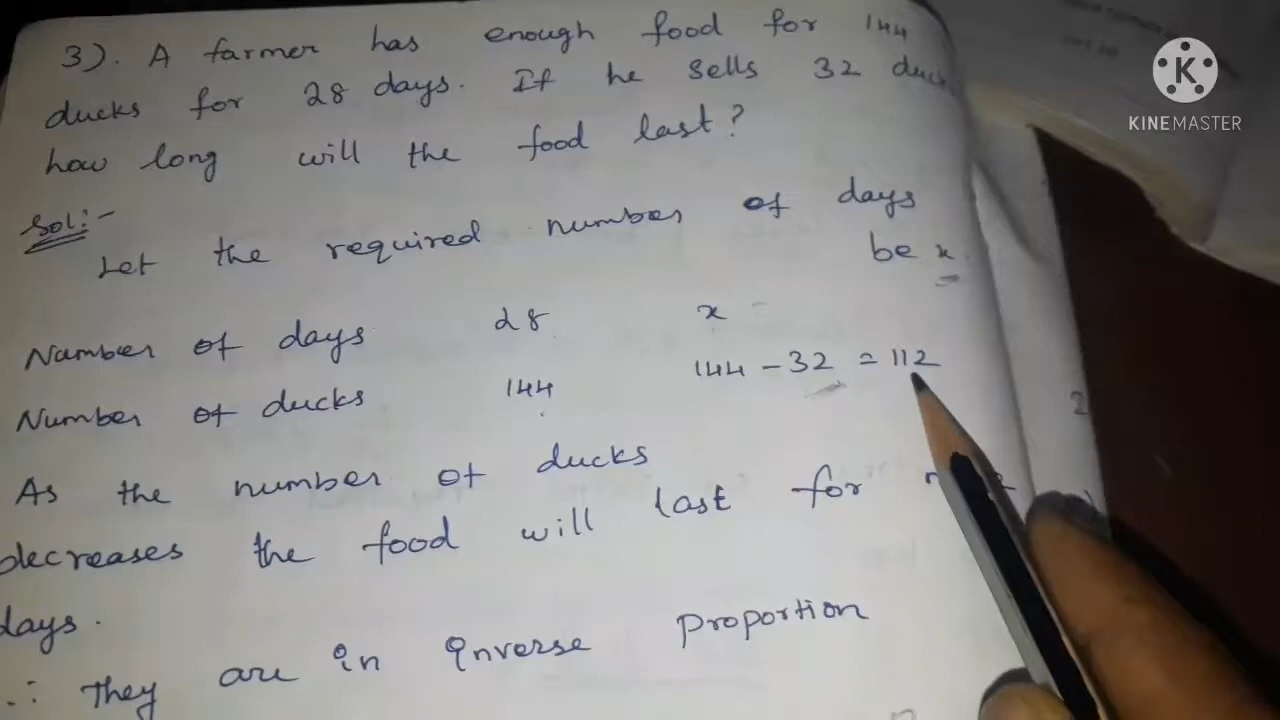 3). A farmer has enough food for 144
ducks for 28 days. If he sells 32
how long will the food last?
Sol:-
Let the required number of days
be x
Number of days 28 x
Number of ducks 144 144 - 32 = 112
As the number of ducks
decreases the food will last for
days.
∴ They are in inverse proportion
K
KINEMASTER
2